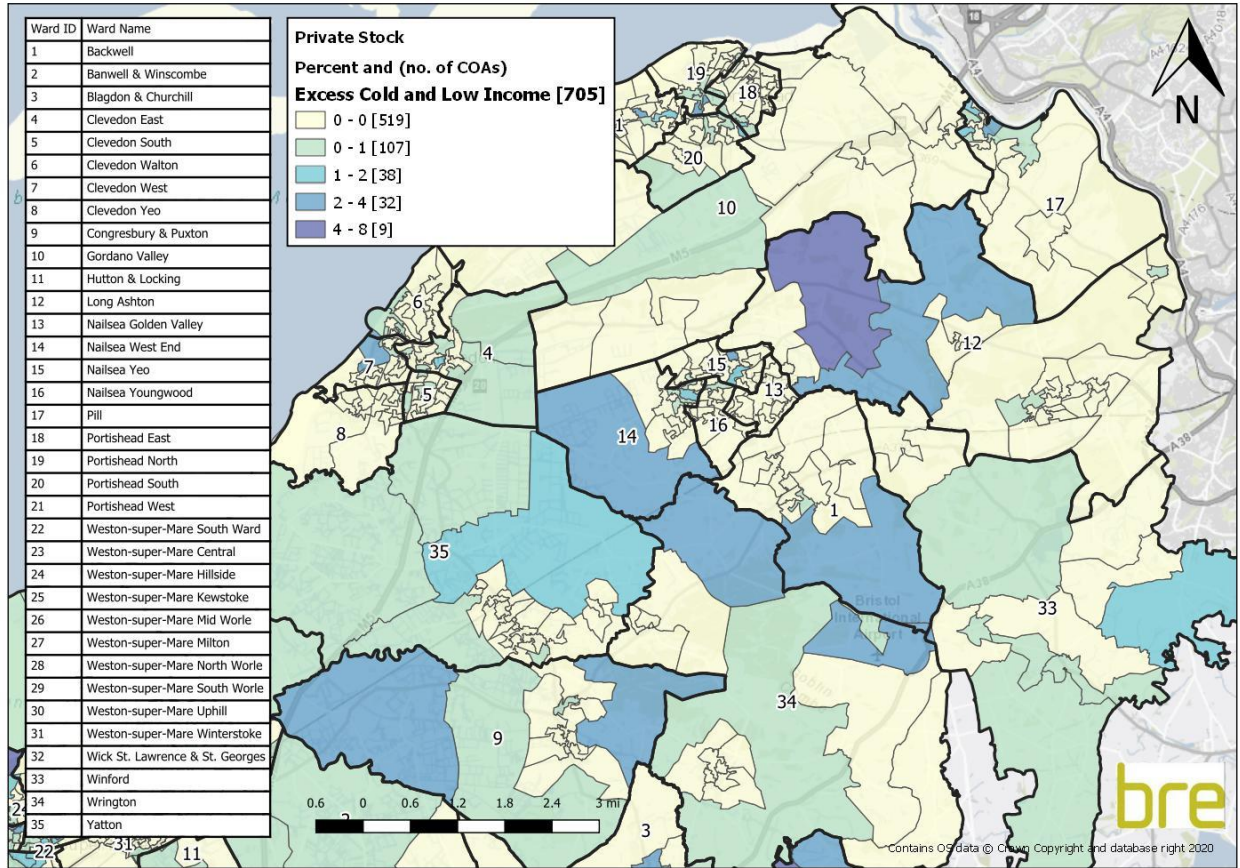 Ward ID Ward Name
1 Backwell
2 Banwell & Winscombe
3 Blagdon & Churchill
4 Clevedon East
5 Clevedon South
6 Clevedon Walton
7 Clevedon West
8 Clevedon Yeo
9 Congresbury & Puxton
10 Gordano Valley
11 Hutton & Locking
12 Long Ashton
13 Nailsea Golden Valley
14 Nailsea West End
15 Nailsea Yeo
16 Nailsea Youngwood
17 Pill
18 Portishead East
19 Portishead North
20 Portishead South
21 Portishead West
22 Weston-super-Mare South Ward
23 Weston-super-Mare Central
24 Weston-super-Mare Hillside
25 Weston-super-Mare Kewstoke
26 Weston-super-Mare Mid Worle
27 Weston-super-Mare Milton
28 Weston-super-Mare North Worle
29 Weston-super-Mare South Worle
30 Weston-super-Mare Uphill
31 Weston-super-Mare Winterstoke
32 Wick St. Lawrence & St. Georges
33 Winford
34 Wrington
35 Yatton
Private Stock
Percent and (no. of COAs)
Excess Cold and Low Income [705]
0 - 0 [519]
0 - 1 [107]
1 - 2 [38]
2 - 4 [32]
4 - 8 [9]
N
19
18
20
10
17
M5
A4
A4176
6
4
7
5
8
15
13
12
16
14
1
A38
35
A38
33
Bristol
International
Airport
M5
34
9
0.6 0 0.6 1.2 1.8 2.4 3 mi
3
31
22
11
bre
Contains OS data © Crown Copyright and database right 2020